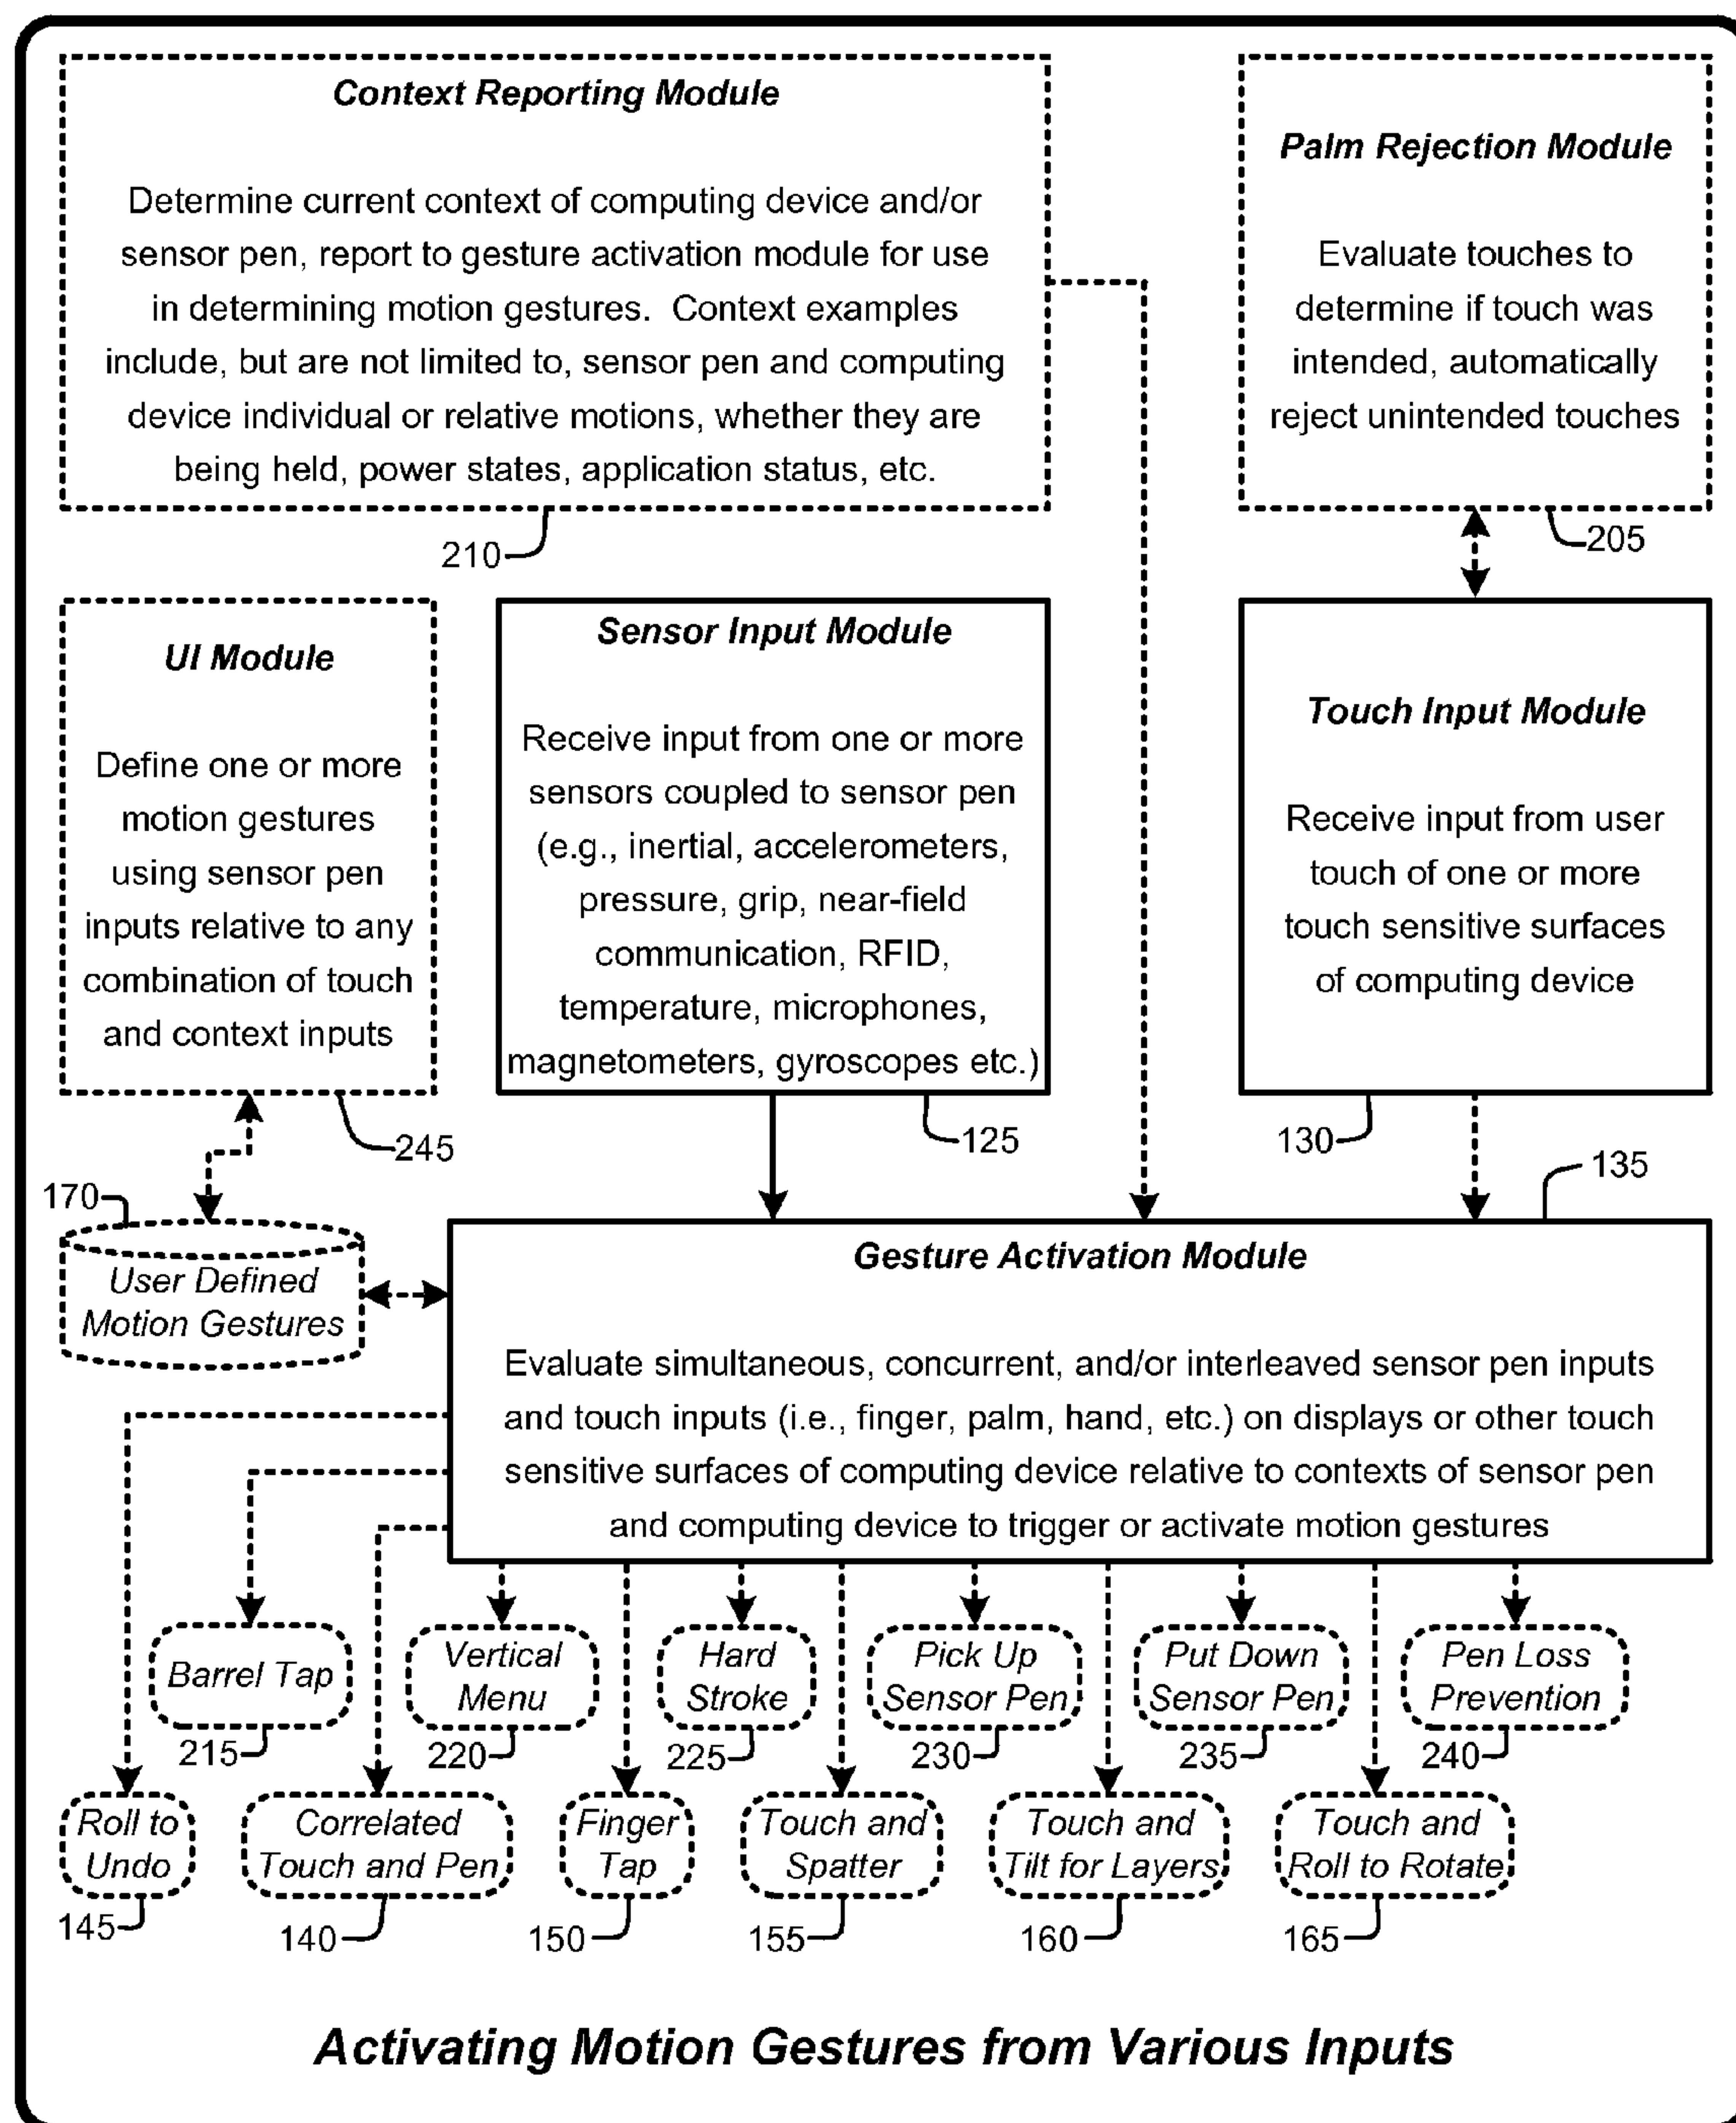 Context Reporting Module
Determine current context of computing device and/or
sensor pen, report to gesture activation module for use
in determining motion gestures.  Context examples
include, but are not limited to, sensor pen and computing
device individual or relative motions, whether they are
being held, power states, application status, etc.
210
Palm Rejection Module
Evaluate touches to
determine if touch was
intended, automatically
reject unintended touches
205
UI Module
Define one or more
motion gestures
using sensor pen
inputs relative to any
combination of touch
and context inputs
245
Sensor Input Module
Receive input from one or more
sensors coupled to sensor pen
(e.g., inertial, accelerometers,
pressure, grip, near-field
communication, RFID,
temperature, microphones,
magnetometers, gyroscopes etc.)
125
Touch Input Module
Receive input from user
touch of one or more
touch sensitive surfaces
of computing device
130
135
170
User Defined
Motion Gestures
Gesture Activation Module
Evaluate simultaneous, concurrent, and/or interleaved sensor pen inputs
and touch inputs (i.e., finger, palm, hand, etc.) on displays or other touch
sensitive surfaces of computing device relative to contexts of sensor pen
and computing device to trigger or activate motion gestures
Barrel Tap
215
Vertical
Menu
220
Hard
Stroke
225
Pick Up
Sensor Pen
230
Put Down
Sensor Pen
235
Pen Loss
Prevention
240
Roll to
Undo
145
Correlated
Touch and Pen
140
Finger
Tap
150
Touch and
Spatter
155
Touch and
Tilt for Layers
160
Touch and
Roll to Rotate
165
Activating Motion Gestures from Various Inputs